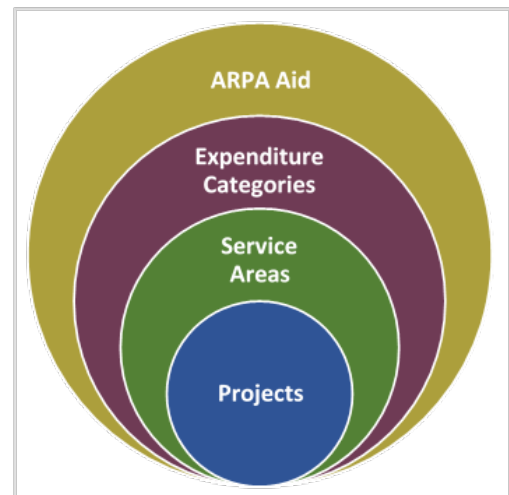 ARPA Aid
Expenditure
Categories
Service
Areas
Projects